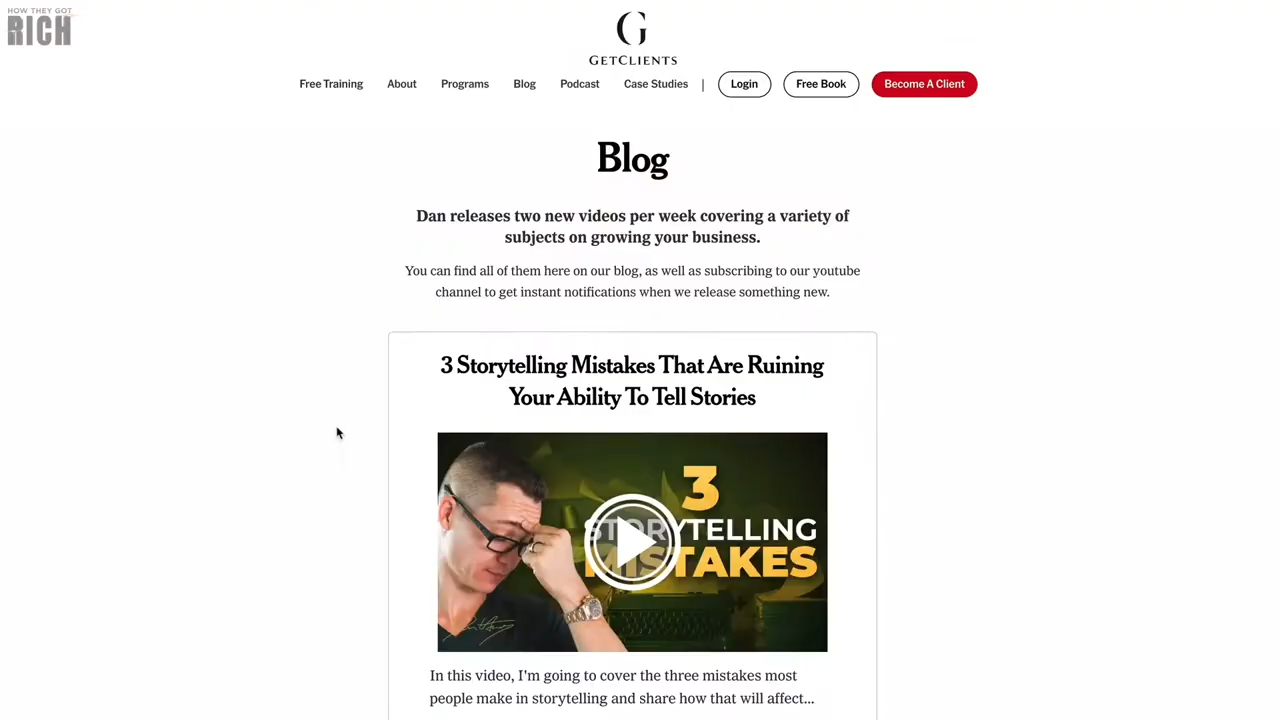 HOW THEY GOT
RICH
G
GETCLIENTS
Free Training About Programs Blog Podcast Case Studies | Login Free Book Become A Client
Blog
Dan releases two new videos per week covering a variety of
subjects on growing your business.
You can find all of them here on our blog, as well as subscribing to our youtube
channel to get instant notifications when we release something new.
3 Storytelling Mistakes That Are Ruining
Your Ability To Tell Stories
3
STORYTELLING
MISTAKES
In this video, I'm going to cover the three mistakes most
people make in storytelling and share how that will affect...